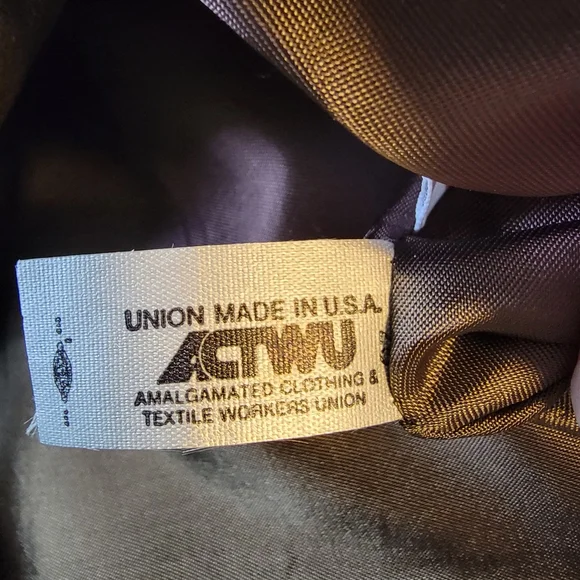 UNION MADE IN U.S.A.
ACTWU
AMALGAMATED CLOTHING &
TEXTILE WORKERS UNION